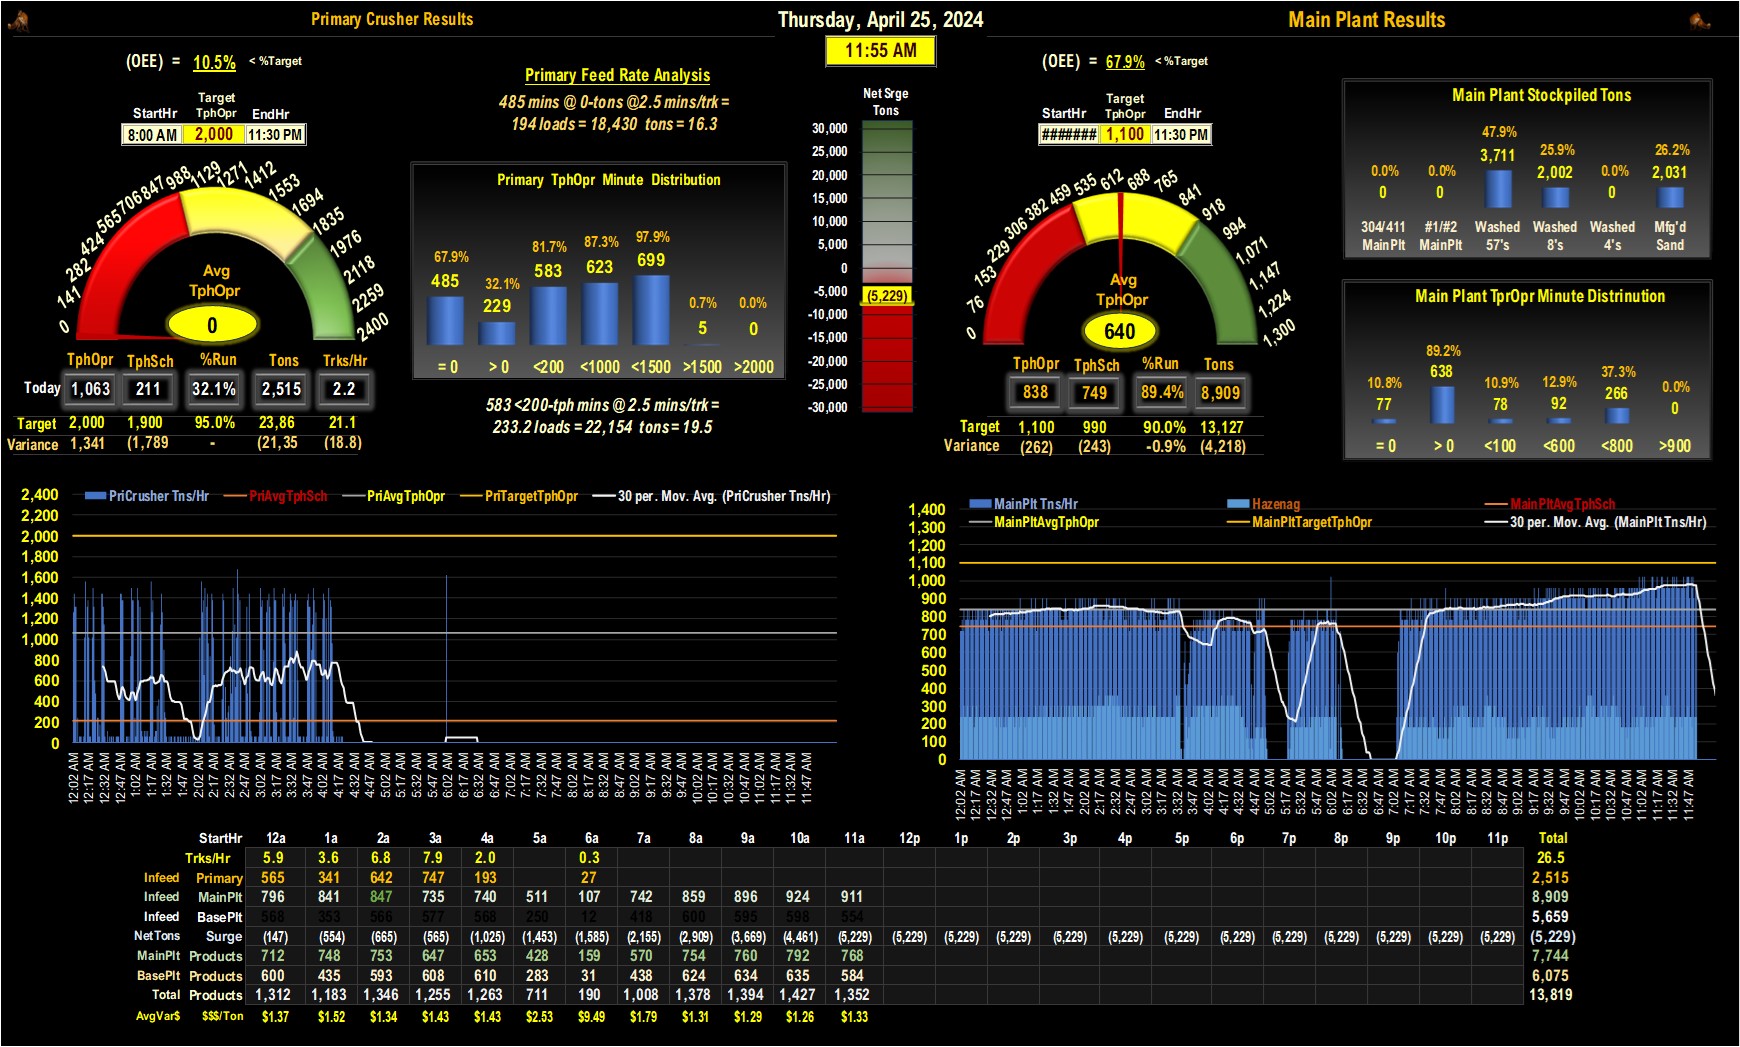 Primary Crusher Results
Thursday, April 25, 2024
Main Plant Results
11:55 AM
(OEE) = 10.5% < %Target
StartHr Target TphOpr EndHr
8:00 AM 2,000 11:30 PM
0 141 282 424 565 706 847 988 1129 1271 1412 1553 1694 1835 1976 2118 2259 2400
Avg
TphOpr
0
TphOpr TphSch %Run Tons Trks/Hr
Today 1,063 211 32.1% 2,515 2.2
Target 2,000 1,900 95.0% 23,86 21.1
Variance 1,341 (1,789 - (21,35 (18.8)
Primary Feed Rate Analysis
485 mins @ 0-tons @2.5 mins/trk =
194 loads = 18,430 tons = 16.3
Primary TphOpr Minute Distribution
67.9% 32.1% 81.7% 87.3% 97.9% 0.7% 0.0%
485 229 583 623 699 5 0
= 0 > 0 <200 <1000 <1500 >1500 >2000
583 <200-tph mins @ 2.5 mins/trk =
233.2 loads = 22,154 tons = 19.5
Net Srge
Tons
30,000
25,000
20,000
15,000
10,000
5,000
0
-5,000
(5,229)
-10,000
-15,000
-20,000
-25,000
-30,000
(OEE) = 67.9% < %Target
StartHr Target TphOpr EndHr
####### 1,100 11:30 PM
0 76 153 229 306 382 459 535 612 688 765 841 918 994 1,071 1,147 1,224 1,300
Avg
TphOpr
640
TphOpr TphSch %Run Tons
838 749 89.4% 8,909
Target 1,100 990 90.0% 13,127
Variance (262) (243) -0.9% (4,218)
Main Plant Stockpiled Tons
0.0% 0.0% 47.9% 25.9% 0.0% 26.2%
0 0 3,711 2,002 0 2,031
304/411 #1/#2 Washed Washed Washed Mfg'd
MainPlt MainPlt 57's 8's 4's Sand
Main Plant TprOpr Minute Distrinution
10.8% 89.2% 10.9% 12.9% 37.3% 0.0%
77 638 78 92 266 0
= 0 > 0 <100 <600 <800 >900
PriCrusher Tns/Hr PriAvgTphSch PriAvgTphOpr PriTargetTphOpr 30 per. Mov. Avg. (PriCrusher Tns/Hr)
2,400
2,200
2,000
1,800
1,600
1,400
1,200
1,000
800
600
400
200
0
12:02 AM 12:17 AM 12:32 AM 12:47 AM 1:02 AM 1:17 AM 1:32 AM 1:47 AM 2:02 AM 2:17 AM 2:32 AM 2:47 AM 3:02 AM 3:17 AM 3:32 AM 3:47 AM 4:02 AM 4:17 AM 4:32 AM 4:47 AM 5:02 AM 5:17 AM 5:32 AM 5:47 AM 6:02 AM 6:17 AM 6:32 AM 6:47 AM 7:02 AM 7:17 AM 7:32 AM 7:47 AM 8:02 AM 8:17 AM 8:32 AM 8:47 AM 9:02 AM 9:17 AM 9:32 AM 9:47 AM 10:02 AM 10:17 AM 10:32 AM 10:47 AM 11:02 AM 11:17 AM 11:32 AM 11:47 AM
MainPlt Tns/Hr Hazenag MainPltAvgTphSch
MainPltAvgTphOpr MainPltTargetTphOpr 30 per. Mov. Avg. (MainPlt Tns/Hr)
1,400
1,300
1,200
1,100
1,000
900
800
700
600
500
400
300
200
100
0
12:02 AM 12:17 AM 12:32 AM 12:47 AM 1:02 AM 1:17 AM 1:32 AM 1:47 AM 2:02 AM 2:17 AM 2:32 AM 2:47 AM 3:02 AM 3:17 AM 3:32 AM 3:47 AM 4:02 AM 4:17 AM 4:32 AM 4:47 AM 5:02 AM 5:17 AM 5:32 AM 5:47 AM 6:02 AM 6:17 AM 6:32 AM 6:47 AM 7:02 AM 7:17 AM 7:32 AM 7:47 AM 8:02 AM 8:17 AM 8:32 AM 8:47 AM 9:02 AM 9:17 AM 9:32 AM 9:47 AM 10:02 AM 10:17 AM 10:32 AM 10:47 AM 11:02 AM 11:17 AM 11:32 AM 11:47 AM
StartHr 12a 1a 2a 3a 4a 5a 6a 7a 8a 9a 10a 11a 12p 1p 2p 3p 4p 5p 6p 7p 8p 9p 10p 11p Total
Trks/Hr 5.9 3.6 6.8 7.9 2.0 0.3 26.5
Infeed Primary 565 341 642 747 193 27 2,515
Infeed MainPlt 796 841 847 735 740 511 107 742 859 896 924 911 8,909
Infeed BasePlt 568 353 566 577 568 250 12 418 600 595 598 554 5,659
NetTons Surge (147) (554) (665) (565) (1,025) (1,453) (1,585) (2,155) (2,909) (3,669) (4,461) (5,229) (5,229) (5,229) (5,229) (5,229) (5,229) (5,229) (5,229) (5,229) (5,229) (5,229) (5,229) (5,229) (5,229)
MainPlt Products 712 748 753 647 653 428 159 570 754 760 792 768 7,744
BasePlt Products 600 435 593 608 610 283 31 438 624 634 635 584 6,075
Total Products 1,312 1,183 1,346 1,255 1,263 711 190 1,008 1,378 1,394 1,427 1,352 13,819
AvgVar$ $$$/Ton $1.37 $1.52 $1.34 $1.43 $1.43 $2.53 $9.49 $1.79 $1.31 $1.29 $1.26 $1.33